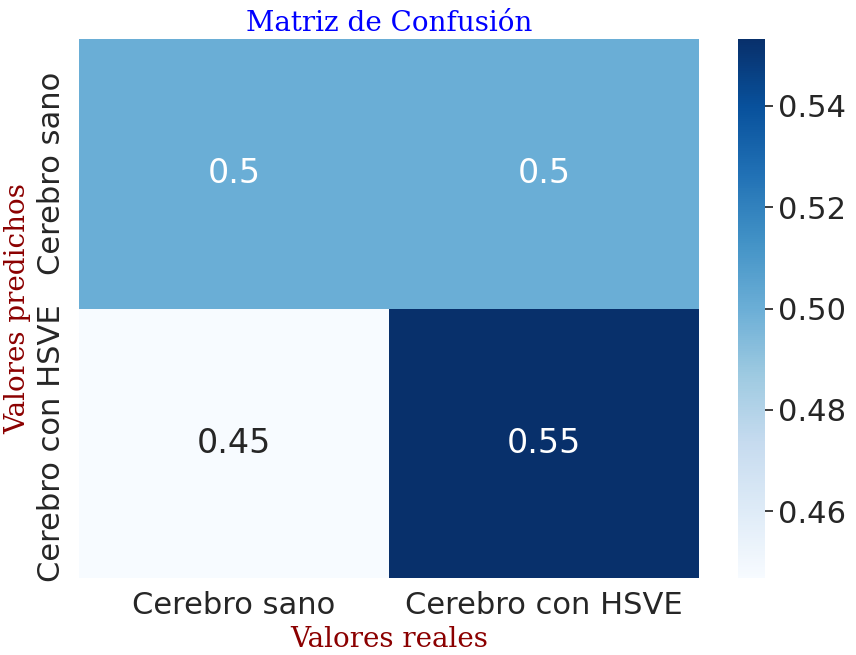 Matriz de Confusión
Valores predichos
Cerebro sano
Cerebro con HSVE
0.5
0.5
0.45
0.55
Cerebro sano
Cerebro con HSVE
Valores reales
0.54
0.52
0.50
0.48
0.46